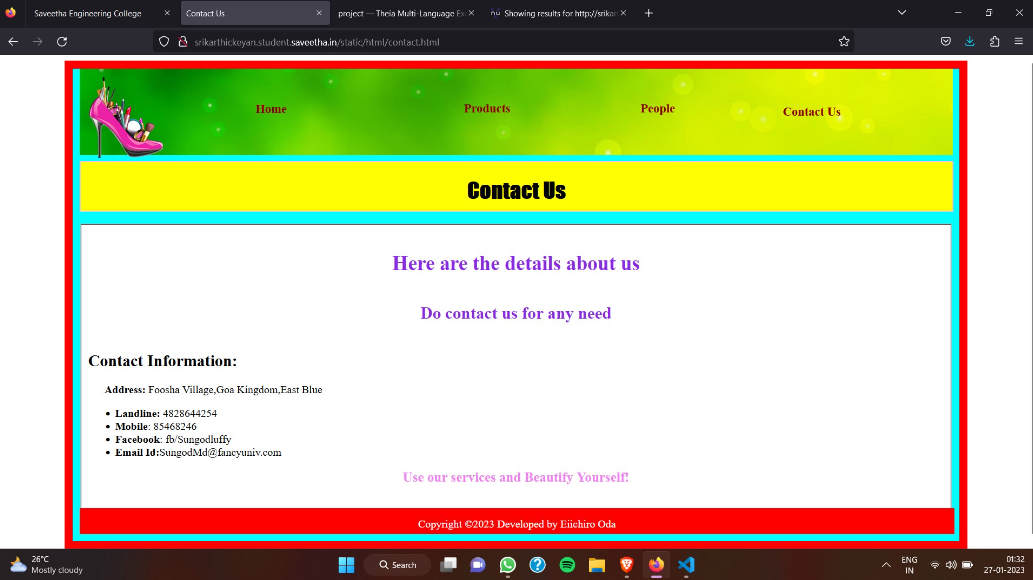 Saveetha Engineering College
Contact Us
project — Theia Multi-Language Ex
Showing results for http://srikar
srikarthickeyan.student.saveetha.in/static/html/contact.html
Home
Products
People
Contact Us
Contact Us
Here are the details about us
Do contact us for any need
Contact Information:
Address: Foosha Village,Goa Kingdom,East Blue
Landline: 4828644254
Mobile: 85468246
Facebook: fb/Sungodluffy
Email Id:SungodMd@fancyuniv.com
Use our services and Beautify Yourself!
Copyright ©2023 Developed by Eiichiro Oda
26°C
Mostly cloudy
Search
ENG
IN
01:32
27-01-2023